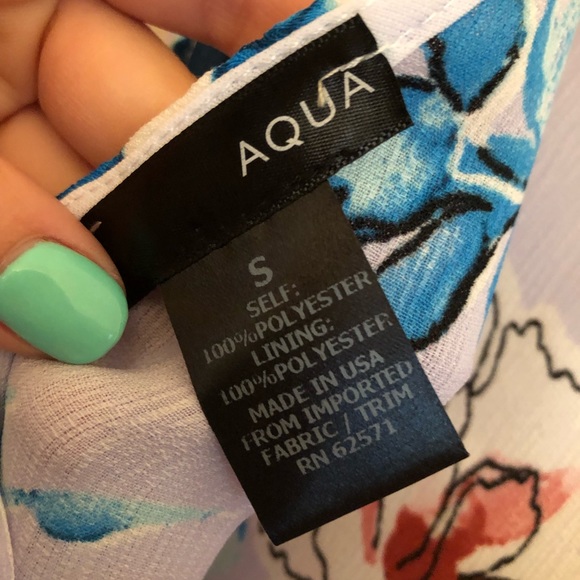 AQUA
S
SELF:
100%POLYESTER
LINING:
100%POLYESTER
MADE IN USA
FROM IMPORTED
FABRIC / TRIM
RN 62571